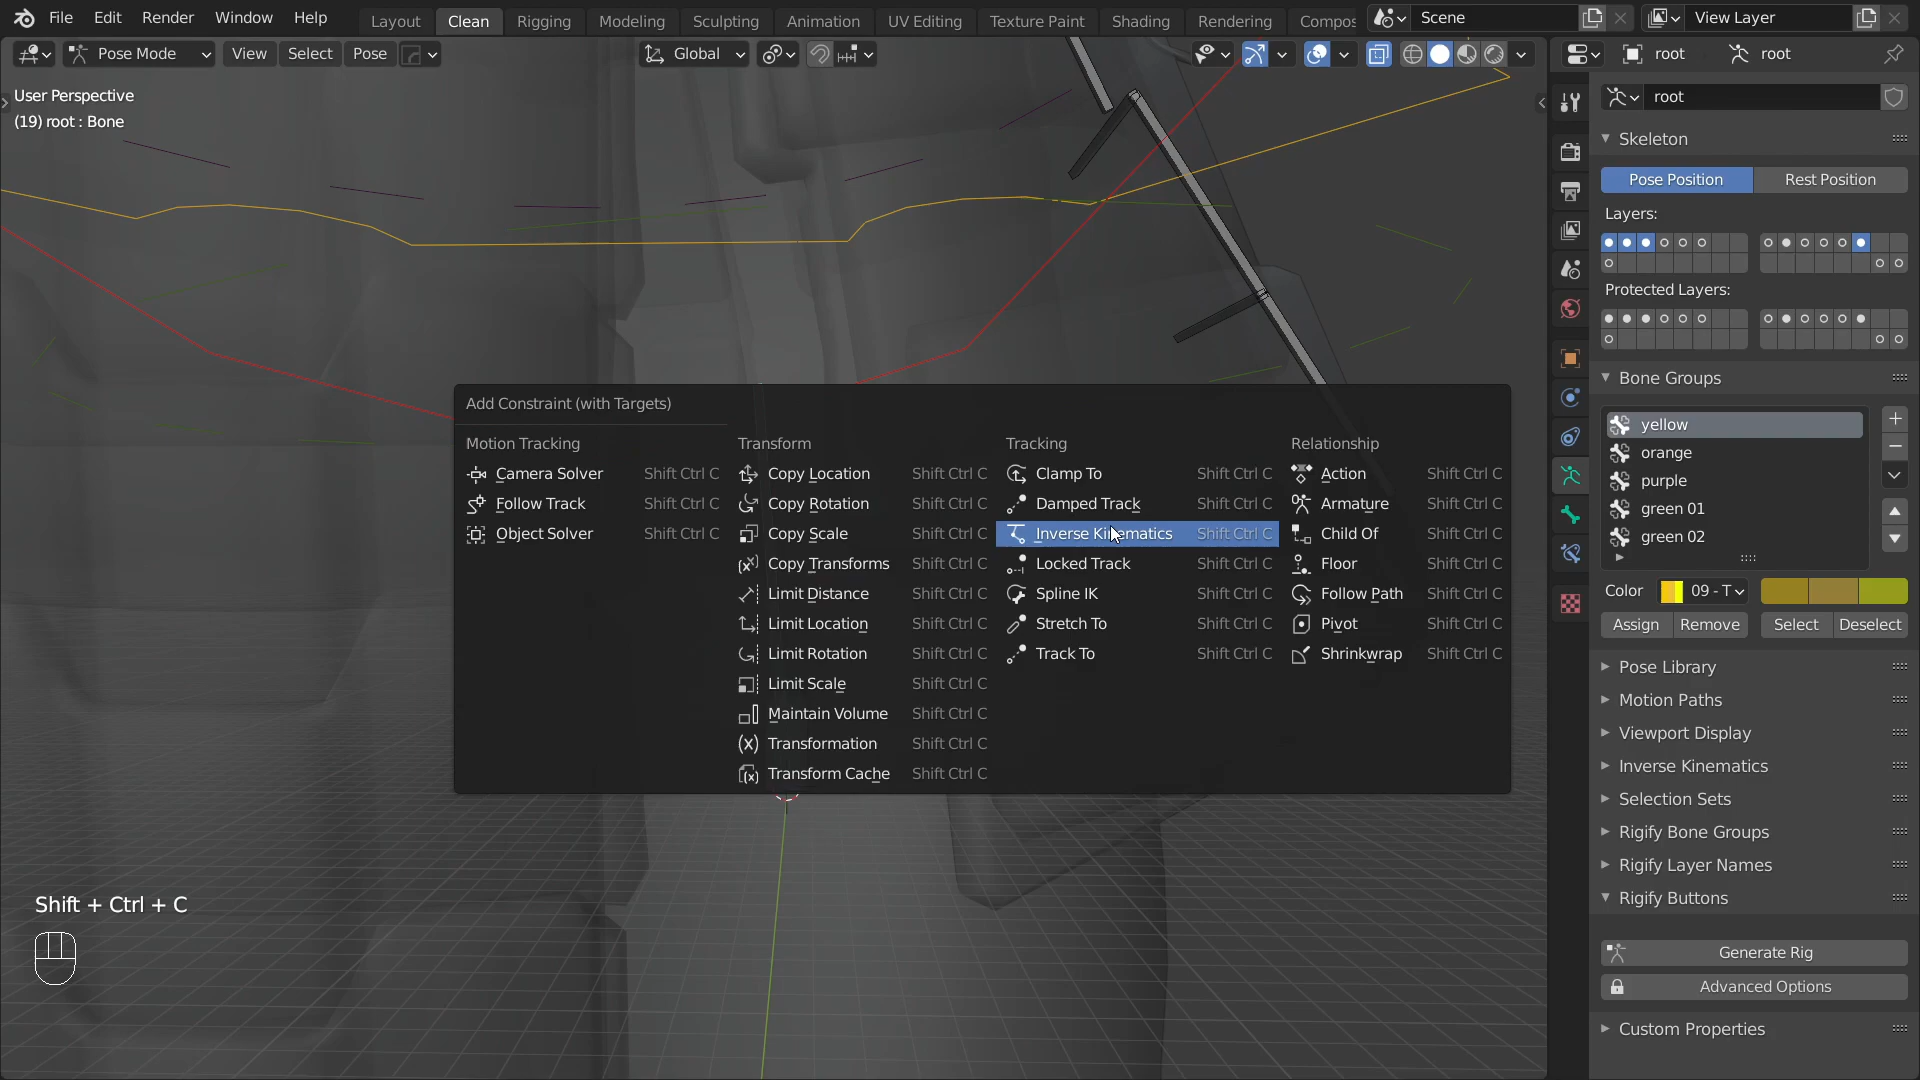 File Edit Render Window Help
Layout Clean Rigging Modeling Sculpting Animation UV Editing Texture Paint Shading Rendering Compos
Scene
View Layer
Pose Mode View Select Pose
Global
root root
User Perspective
(19) root : Bone
root
Skeleton
Pose Position Rest Position
Layers:
Protected Layers:
Bone Groups
yellow
orange
purple
green 01
green 02
Color 09 - T
Assign Remove Select Deselect
Pose Library
Motion Paths
Viewport Display
Inverse Kinematics
Selection Sets
Rigify Bone Groups
Rigify Layer Names
Rigify Buttons
Generate Rig
Advanced Options
Custom Properties
Add Constraint (with Targets)
Motion Tracking
Camera Solver Shift Ctrl C
Follow Track Shift Ctrl C
Object Solver Shift Ctrl C
Transform
Copy Location Shift Ctrl C
Copy Rotation Shift Ctrl C
Copy Scale Shift Ctrl C
Copy Transforms Shift Ctrl C
Limit Distance Shift Ctrl C
Limit Location Shift Ctrl C
Limit Rotation Shift Ctrl C
Limit Scale Shift Ctrl C
Maintain Volume Shift Ctrl C
Transformation Shift Ctrl C
Transform Cache Shift Ctrl C
Tracking
Clamp To Shift Ctrl C
Damped Track Shift Ctrl C
Inverse Kinematics Shift Ctrl C
Locked Track Shift Ctrl C
Spline IK Shift Ctrl C
Stretch To Shift Ctrl C
Track To Shift Ctrl C
Relationship
Action Shift Ctrl C
Armature Shift Ctrl C
Child Of Shift Ctrl C
Floor Shift Ctrl C
Follow Path Shift Ctrl C
Pivot Shift Ctrl C
Shrinkwrap Shift Ctrl C
Shift + Ctrl + C